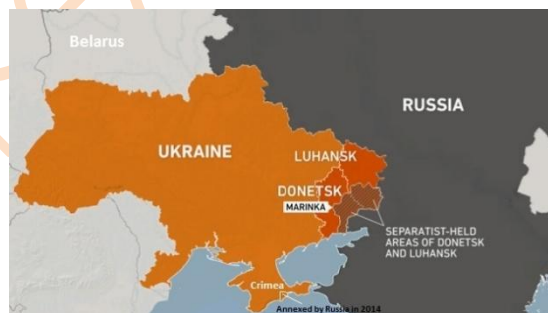 Belarus
RUSSIA
UKRAINE
LUHANSK
DONETSK
MARINKA
SEPARATIST-HELD
AREAS OF DONETSK
AND LUHANSK
Crimea
Annexed by Russia in 2014